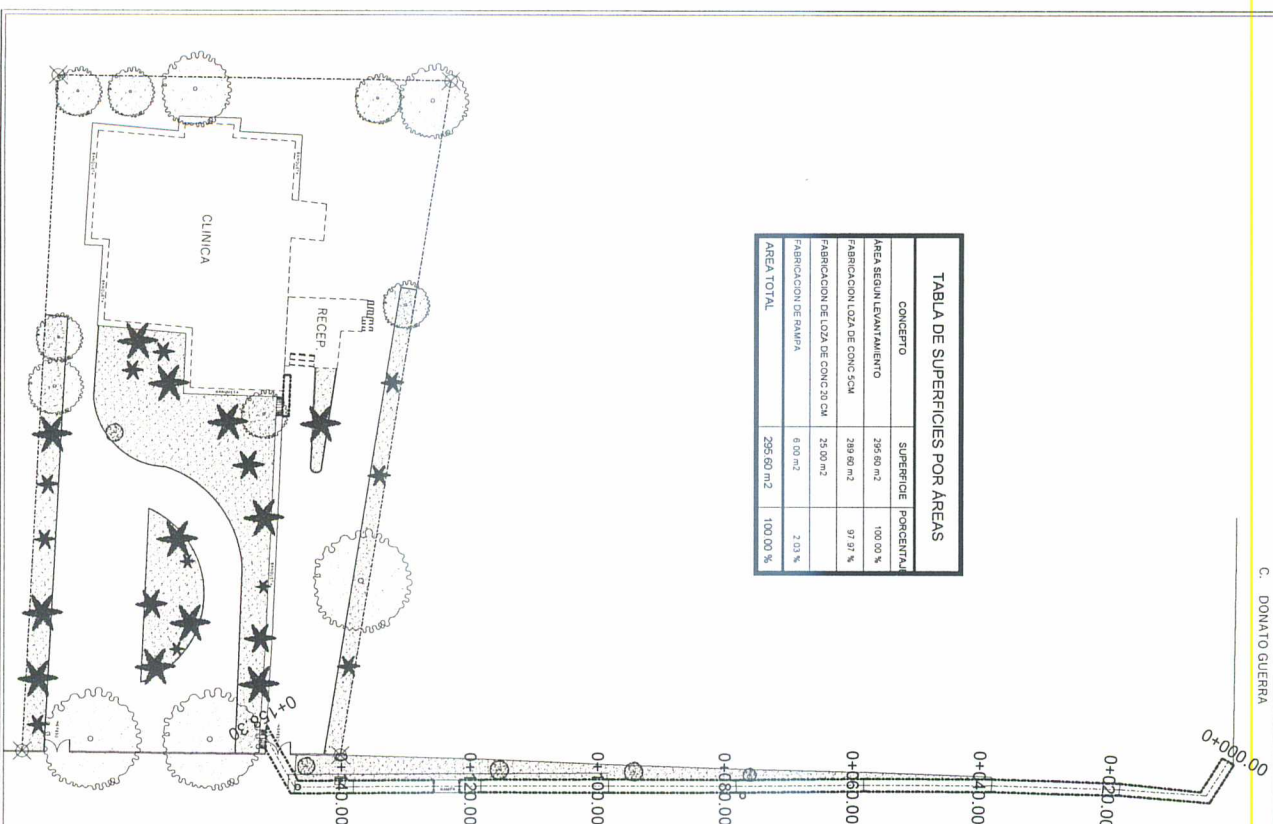 C. DONATO GUERRA
TABLA DE SUPERFICIES POR ÁREAS
CONCEPTO SUPERFICIE PORCENTAJ
ÁREA SEGUN LEVANTAMIENTO 295.60 m2 100.00 %
FABRICACION LOZA DE CONC 5CM 289.60 m2 97.97 %
FABRICACION DE LOZA DE CONC 20 CM 25.00 m2
FABRICACION DE RAMPA 6.00 m2 2.03 %
AREA TOTAL 295.60 m2 100.00 %
CLINICA
RECEP.
0+000.00
0+020.00
0+040.00
0+060.00
0+080.00
0+100.00
0+120.00
0+140.00
0+158.30